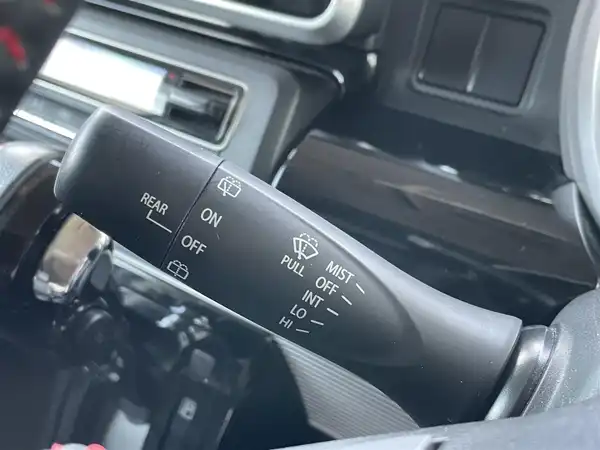 REAR
ON
OFF
PULL
MIST
OFF
INT
LO
HI